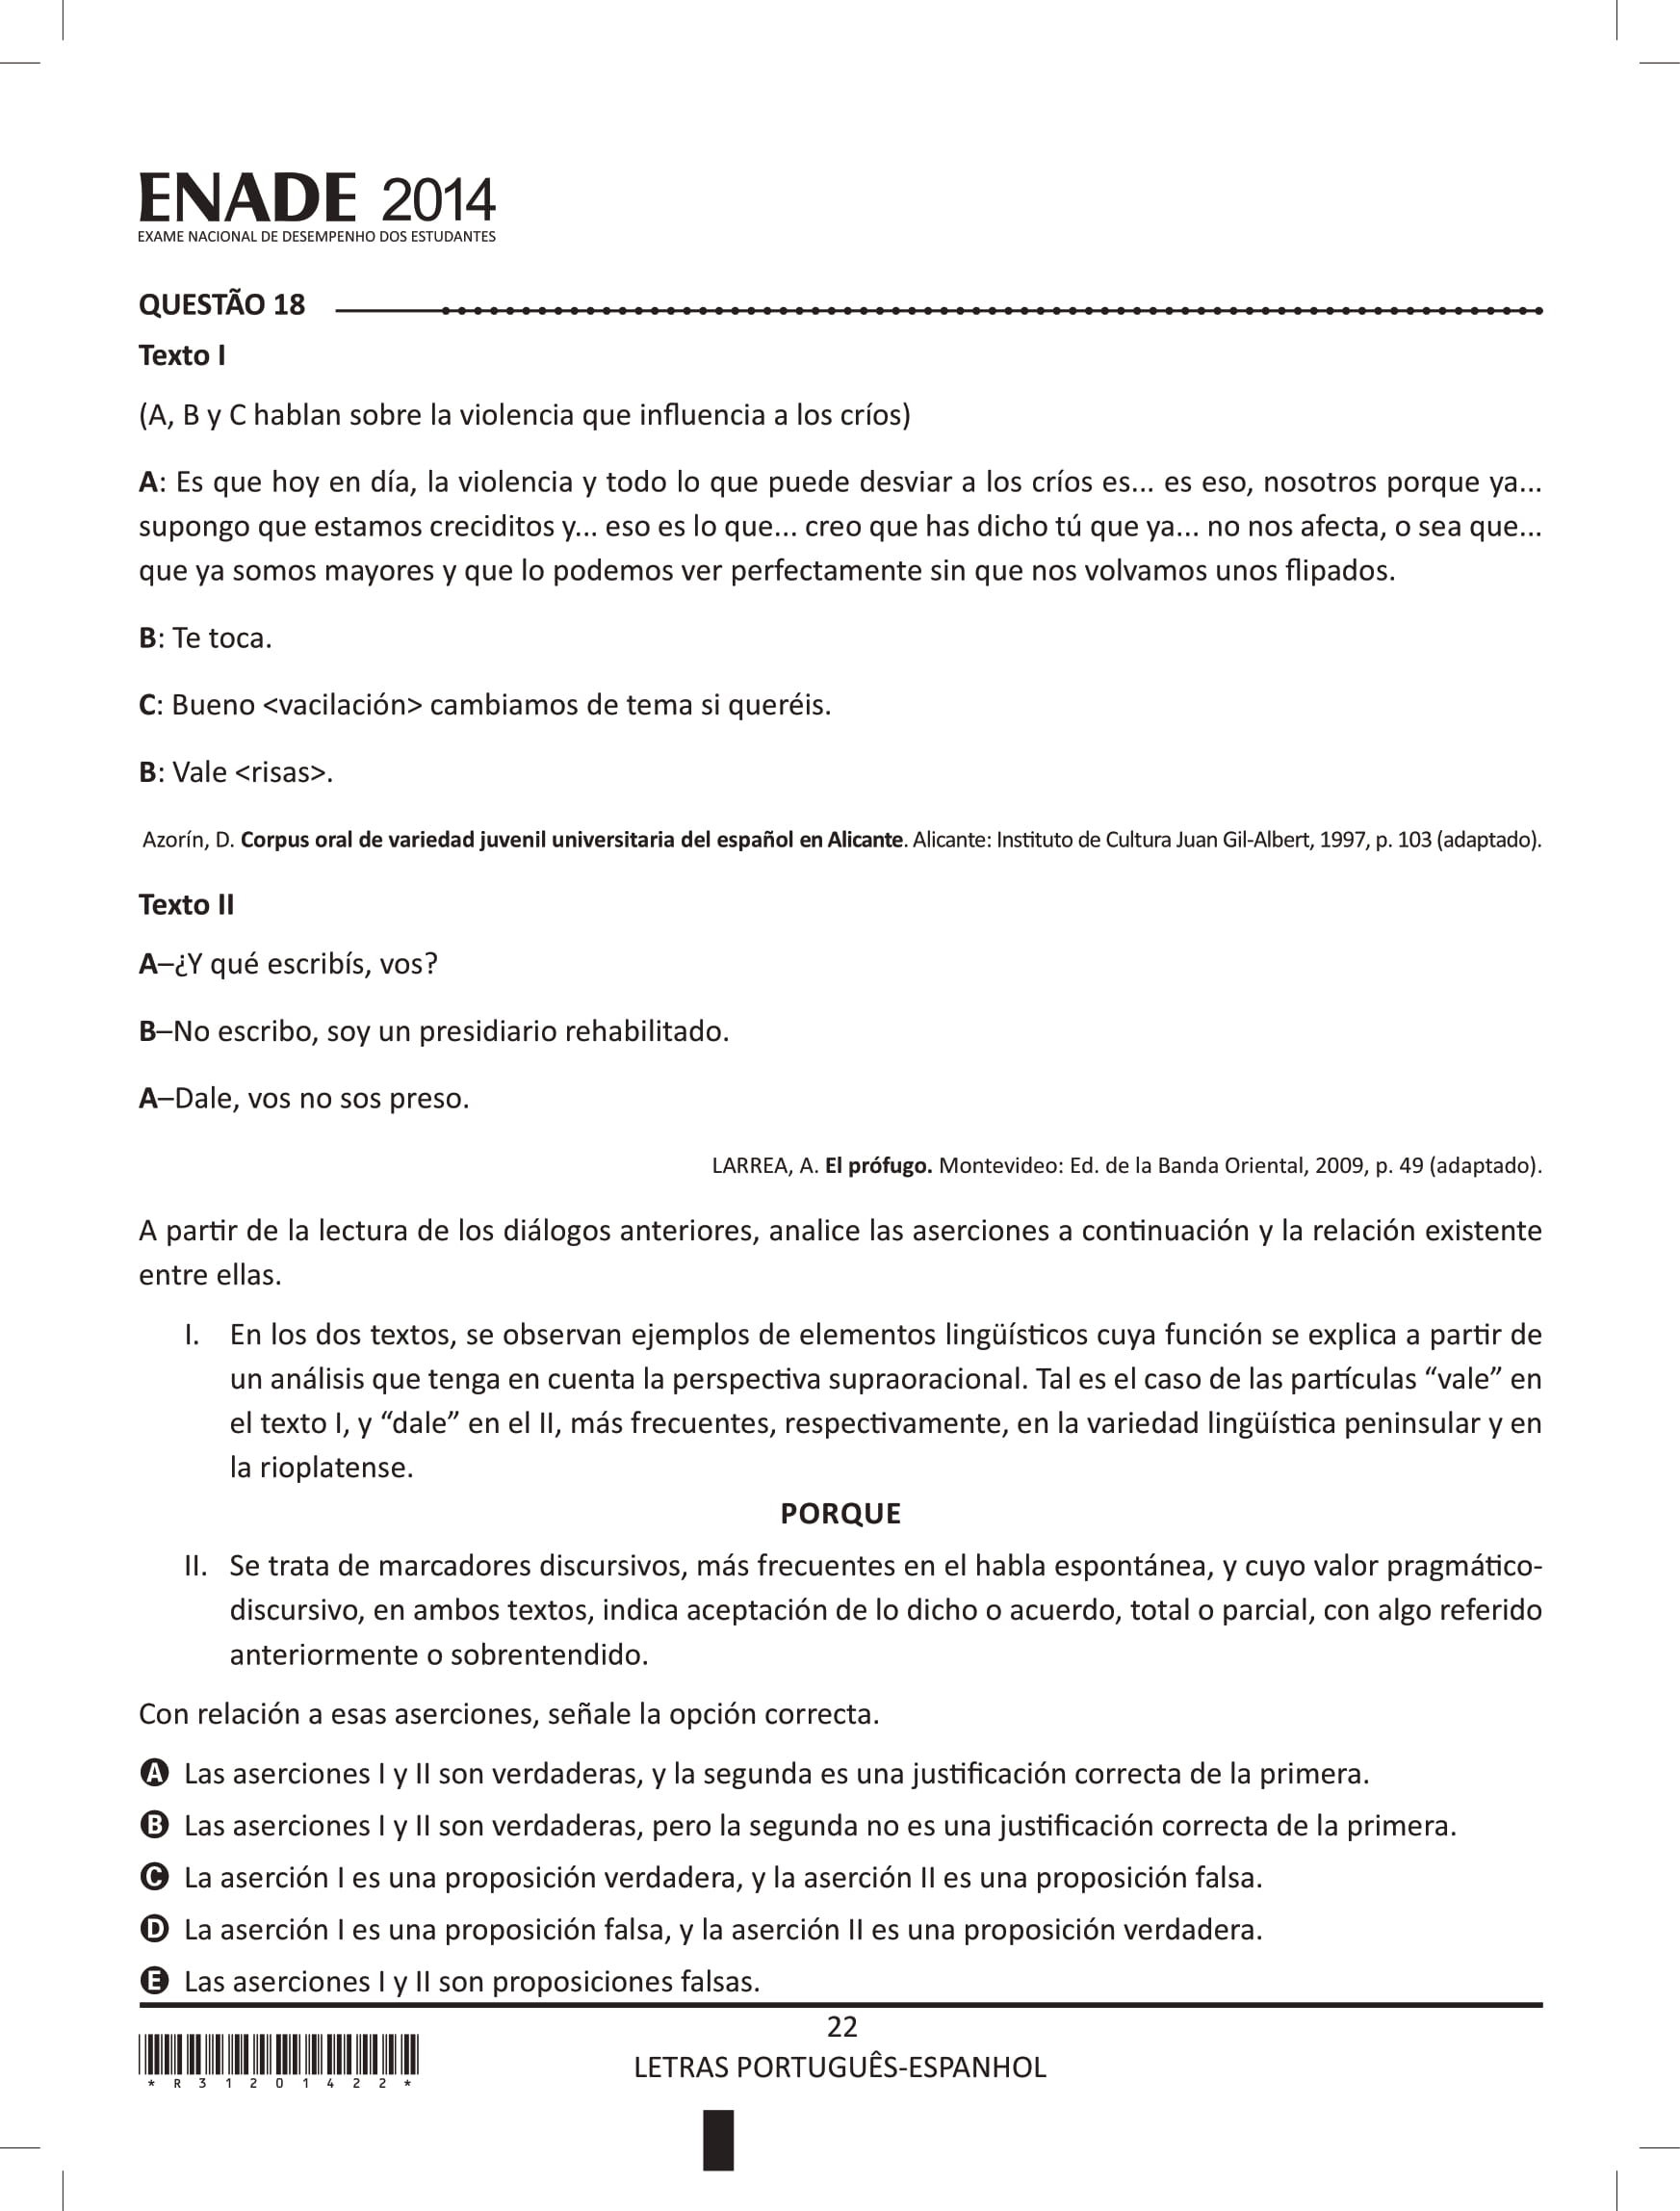 ENADE 2014
EXAME NACIONAL DE DESEMPENHO DOS ESTUDANTES
QUESTÃO 18
Texto I
(A, B y C hablan sobre la violencia que influencia a los críos)
A: Es que hoy en día, la violencia y todo lo que puede desviar a los críos es... es eso, nosotros porque ya...
supongo que estamos creciditos y... eso es lo que... creo que has dicho tú que ya... no nos afecta, o sea que...
que ya somos mayores y que lo podemos ver perfectamente sin que nos volvamos unos flipados.
B: Te toca.
C: Bueno <vacilación> cambiamos de tema si queréis.
B: Vale <risas>.
Azorín, D. Corpus oral de variedad juvenil universitaria del español en Alicante. Alicante: Instituto de Cultura Juan Gil-Albert, 1997, p. 103 (adaptado).
Texto II
A–¿Y qué escribís, vos?
B–No escribo, soy un presidiario rehabilitado.
A–Dale, vos no sos preso.
LARREA, A. El prófugo. Montevideo: Ed. de la Banda Oriental, 2009, p. 49 (adaptado).
A partir de la lectura de los diálogos anteriores, analice las aserciones a continuación y la relación existente
entre ellas.
I. En los dos textos, se observan ejemplos de elementos lingüísticos cuya función se explica a partir de
un análisis que tenga en cuenta la perspectiva supraoracional. Tal es el caso de las partículas “vale” en
el texto I, y “dale” en el II, más frecuentes, respectivamente, en la variedad lingüística peninsular y en
la rioplatense.
PORQUE
II. Se trata de marcadores discursivos, más frecuentes en el habla espontánea, y cuyo valor pragmático-
discursivo, en ambos textos, indica aceptación de lo dicho o acuerdo, total o parcial, con algo referido
anteriormente o sobrentendido.
Con relación a esas aserciones, señale la opción correcta.
A Las aserciones I y II son verdaderas, y la segunda es una justificación correcta de la primera.
B Las aserciones I y II son verdaderas, pero la segunda no es una justificación correcta de la primera.
C La aserción I es una proposición verdadera, y la aserción II es una proposición falsa.
D La aserción I es una proposición falsa, y la aserción II es una proposición verdadera.
E Las aserciones I y II son proposiciones falsas.
22
LETRAS PORTUGUÊS-ESPANHOL
* R 3 1 2 0 1 4 2 2 *